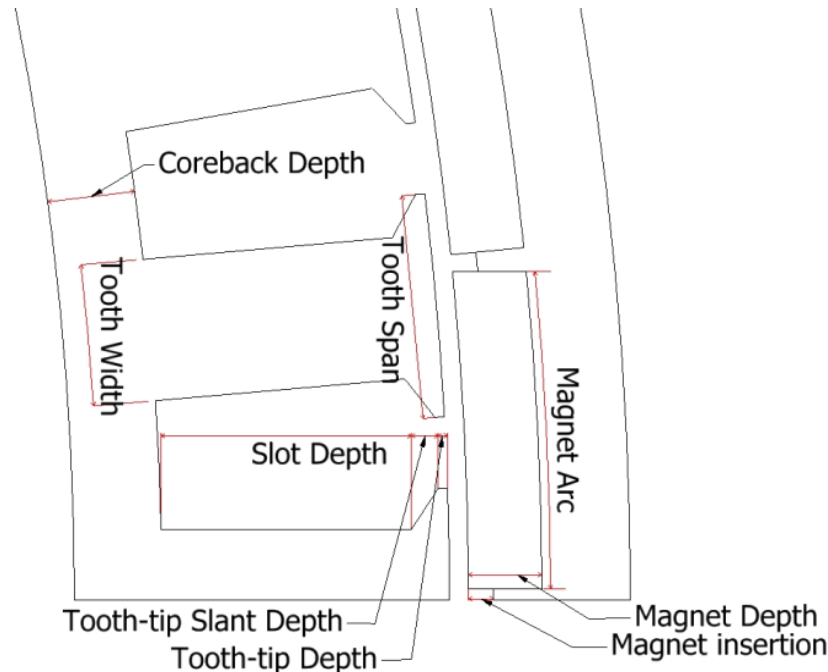 Coreback Depth
Tooth Width
Tooth Span
Magnet Arc
Slot Depth
Tooth-tip Slant Depth
Tooth-tip Depth
Magnet Depth
Magnet insertion